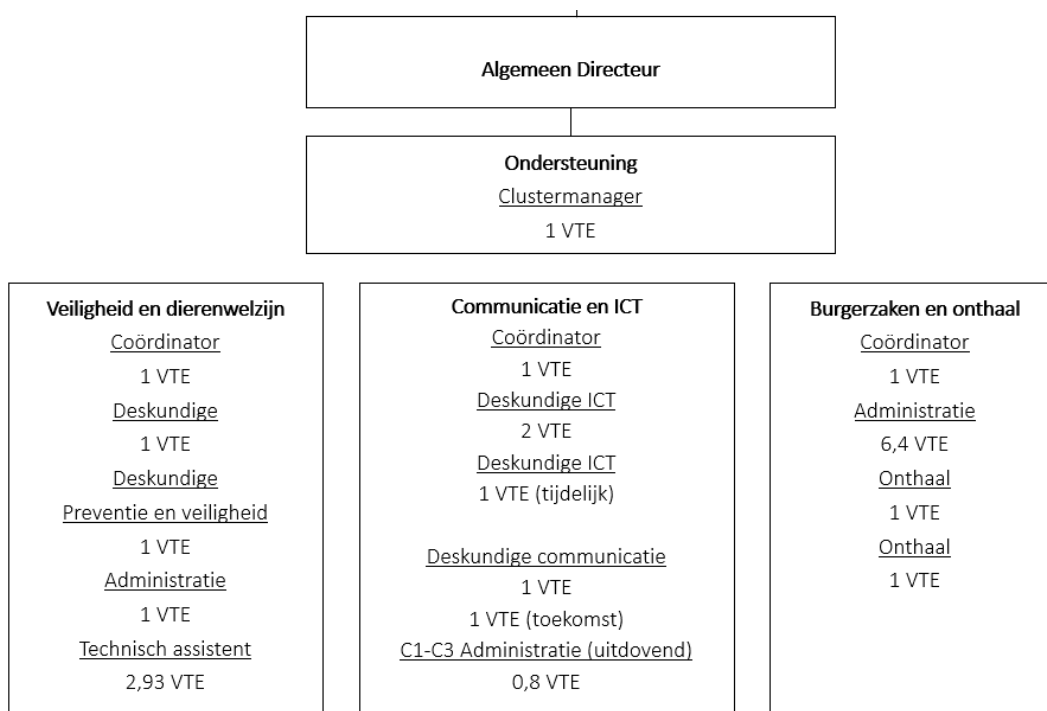 Algemeen Directeur
Ondersteuning
Clustermanager
1 VTE
Veiligheid en dierenwelzijn
Coördinator
1 VTE
Deskundige
1 VTE
Deskundige
Preventie en veiligheid
1 VTE
Administratie
1 VTE
Technisch assistent
2,93 VTE
Communicatie en ICT
Coördinator
1 VTE
Deskundige ICT
2 VTE
Deskundige ICT
1 VTE (tijdelijk)
Deskundige communicatie
1 VTE
1 VTE (toekomst)
C1-C3 Administratie (uitdovend)
0,8 VTE
Burgerzaken en onthaal
Coördinator
1 VTE
Administratie
6,4 VTE
Onthaal
1 VTE
Onthaal
1 VTE